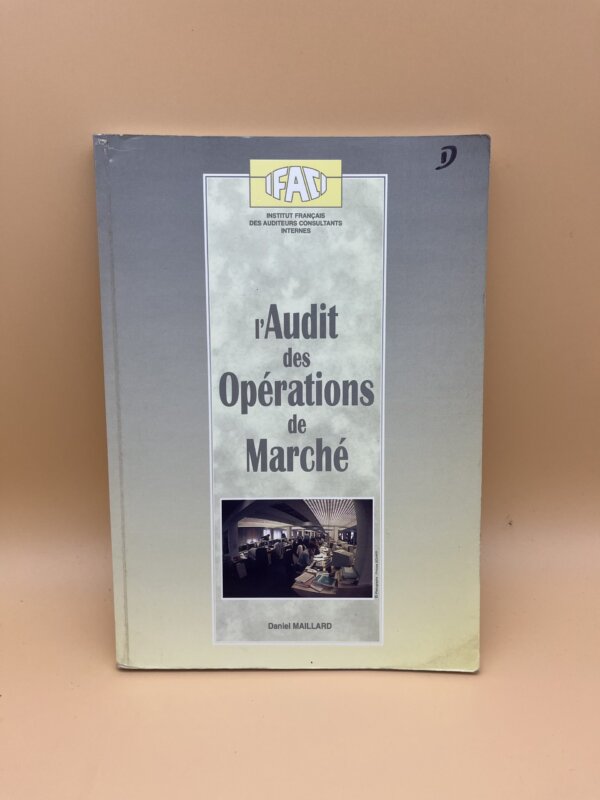 IFACI
INSTITUT FRANÇAIS
DES AUDITEURS CONSULTANTS
INTERNES
l'Audit
des
Opérations
de
Marché
Daniel MAILLARD